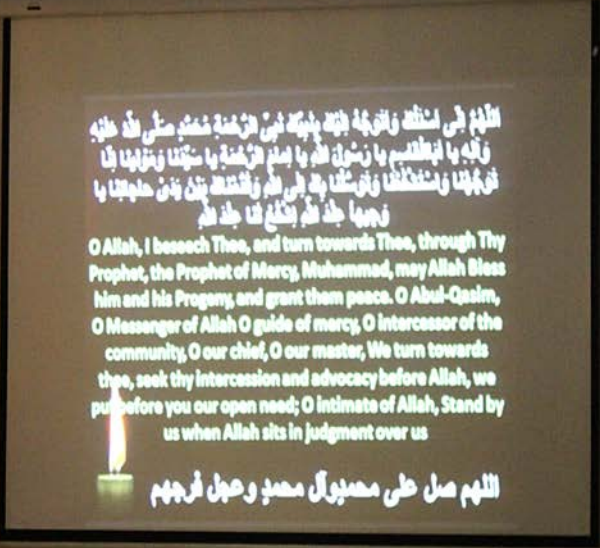 اللهم إني أسئلك وأتوجه إليك بنبيك نبي الرحمة محمد صلى الله عليه
وآله يا أبا القاسم يا رسول الله يا إمام الرحمة يا سيدنا ومولينا إنا
توجهنا واستشفعنا وتوسلنا بك إلى الله وقدمناك بين يدي حاجاتنا يا
وجيها عند الله إشفع لنا عند الله
O Allah, I beseech Thee, and turn towards Thee, through Thy
Prophet, the Prophet of Mercy, Muhammad, may Allah Bless
him and his Progeny, and grant them peace. O Abul-Qasim,
O Messenger of Allah O guide of mercy, O intercessor of the
community, O our chief, O our master, We turn towards
thee, seek thy intercession and advocacy before Allah, we
put before you our open need; O intimate of Allah, Stand by
us when Allah sits in judgment over us
اللهم صل على محمدٍوآل محمدٍ وعجل فرجهم